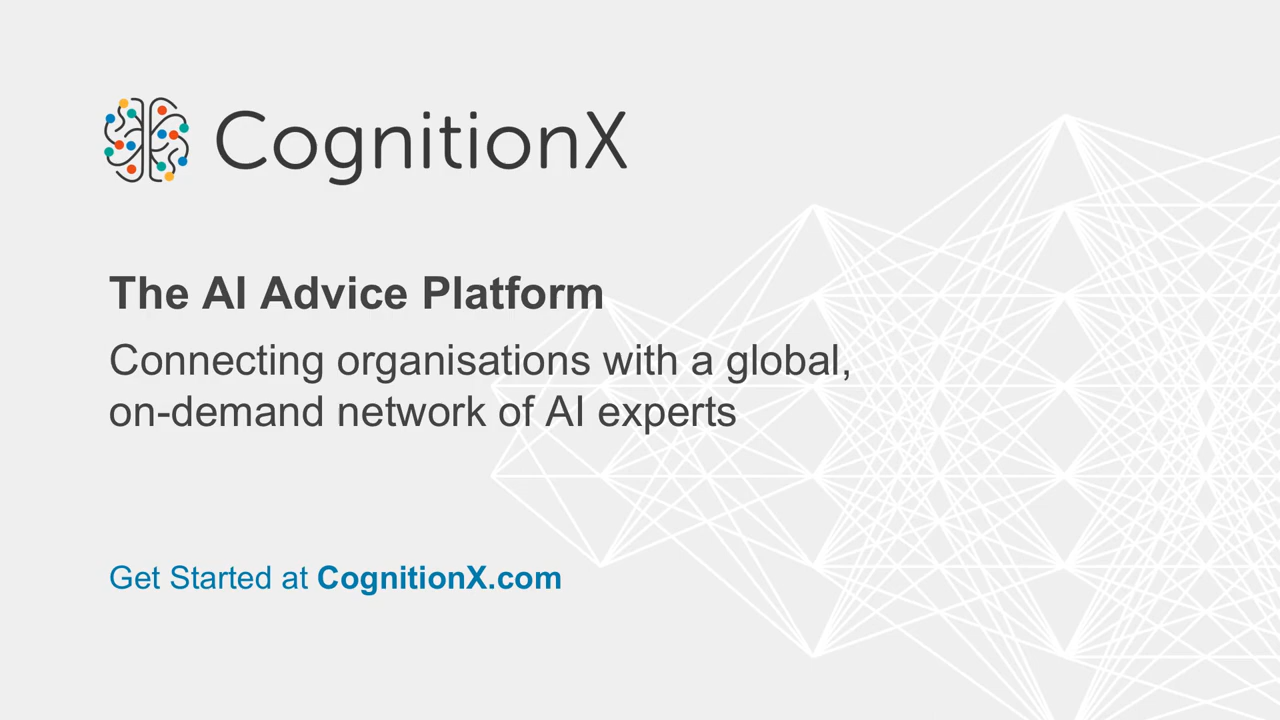 CognitionX
The AI Advice Platform
Connecting organisations with a global,
on-demand network of AI experts
Get Started at CognitionX.com